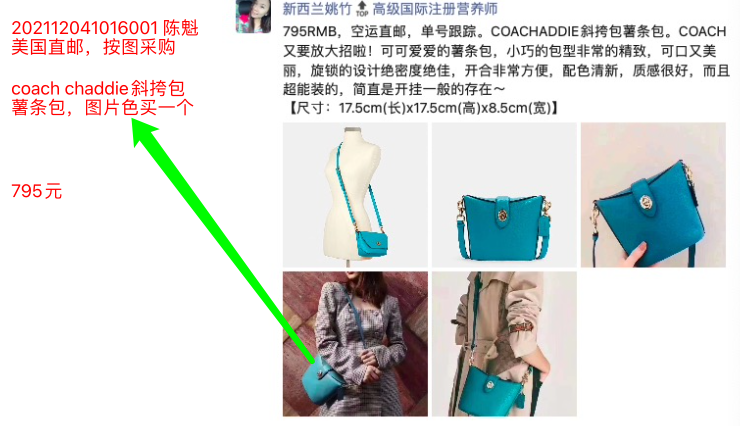 202112041016001 陈魁
美国直邮，按图采购
coach chaddie斜挎包
薯条包，图片色买一个
795元
新西兰姚竹 TOP 高级国际注册营养师
795RMB，空运直邮，单号跟踪。COACHADDIE斜挎包薯条包。COACH
又要放大招啦！可可爱爱的薯条包，小巧的包型非常的精致，可口又美
丽，旋锁的设计绝密度绝佳，开合非常方便，配色清新，质感很好，而且
超能装的，简直是开挂一般的存在～
【尺寸：17.5cm(长)x17.5cm(高)x8.5cm(宽)】